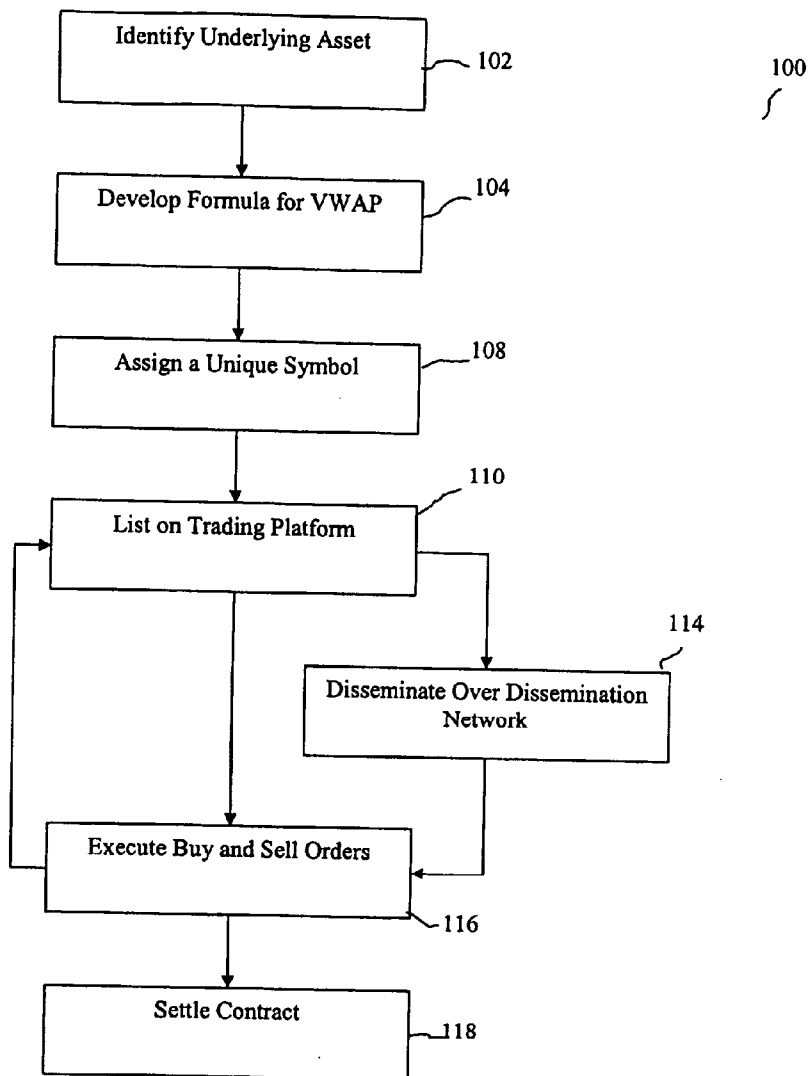 Identify Underlying Asset
102
100
Develop Formula for VWAP
104
Assign a Unique Symbol
108
110
List on Trading Platform
114
Disseminate Over Dissemination
Network
Execute Buy and Sell Orders
116
Settle Contract
118